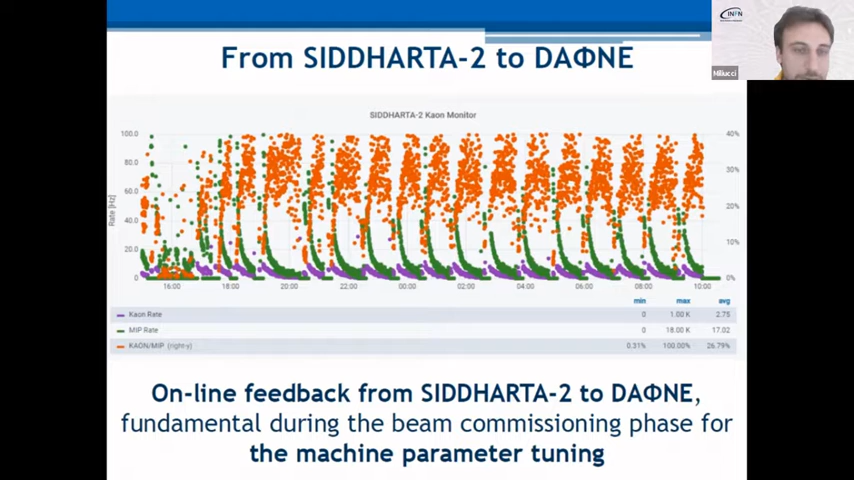 INFN
Niliucci
From SIDDHARTA-2 to DAΦNE
SIDDHARTA-2 Kaon Monitor
100.0
80.0
60.0
40.0
20.0
0
Rate [Hz]
40%
30%
20%
10%
0%
16:00 18:00 20:00 22:00 00:00 02:00 04:00 06:00 08:00 10:00
min max avg
Kaon Rate 0 1.00 K 2.75
MIP Rate 0 18.00 K 17.02
KAON/MIP (right-y) 0.31% 100.00% 26.79%
On-line feedback from SIDDHARTA-2 to DAΦNE,
fundamental during the beam commissioning phase for
the machine parameter tuning